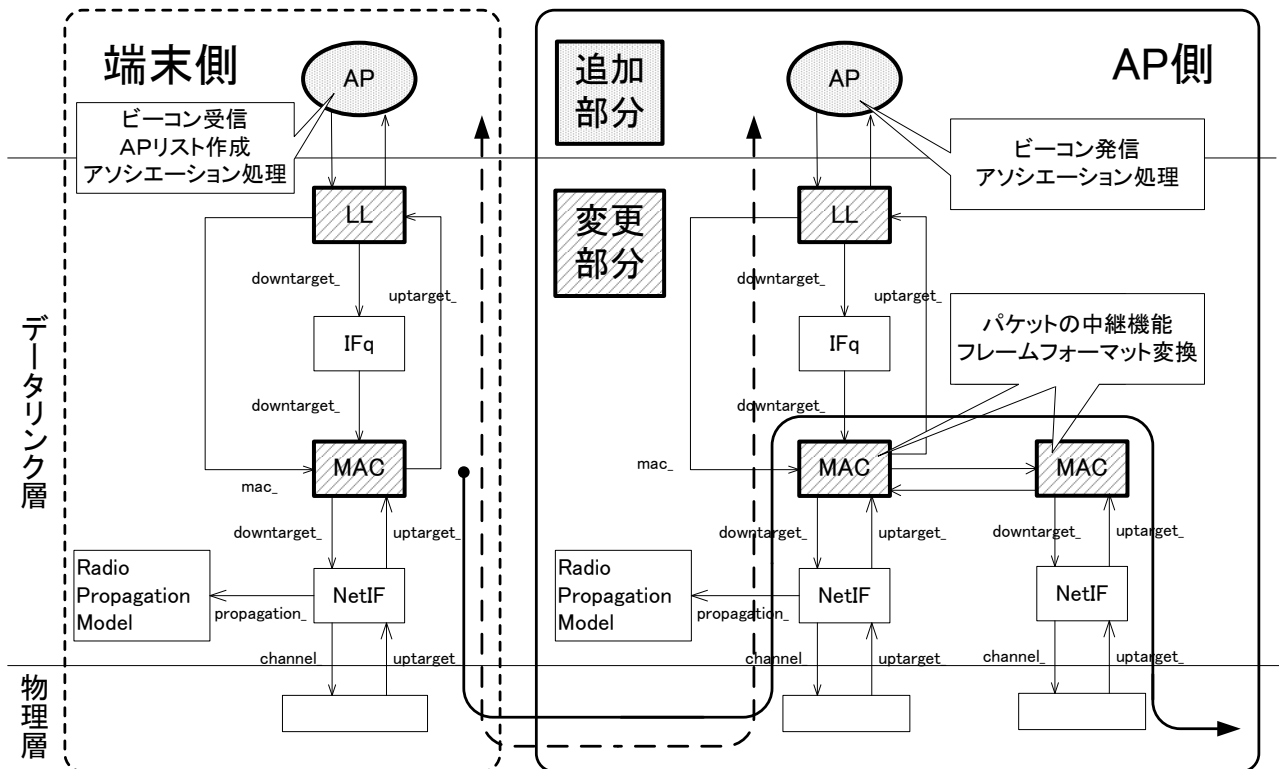 端末側
AP
ビーコン受信
APリスト作成
アソシエーション処理
LL
downtarget_
uptarget_
IFq
downtarget_
MAC
mac_
downtarget_
uptarget_
Radio
Propagation
Model
propagation_
NetIF
channel_
uptarget_
追加
部分
変更
部分
AP側
AP
ビーコン発信
アソシエーション処理
LL
downtarget_
uptarget_
IFq
downtarget_
パケットの中継機能
フレームフォーマット変換
mac_
MAC
MAC
downtarget_
uptarget_
downtarget_
uptarget_
Radio
Propagation
Model
propagation_
NetIF
NetIF
channel_
uptarget_
channel_
uptarget_
データリンク層
物理層